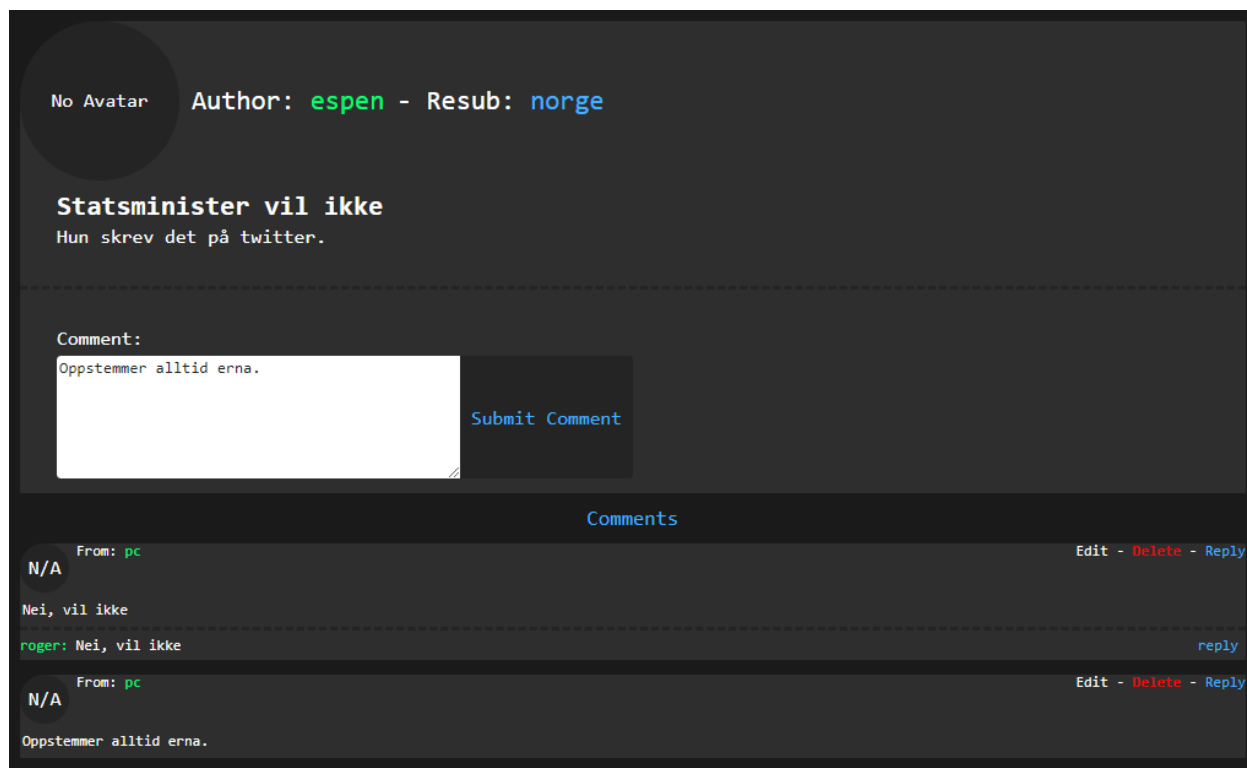 No Avatar
Author: espen - Resub: norge
Statsminister vil ikke
Hun skrev det på twitter.
Comment:
Oppstemmer alltid erna.
Submit Comment
Comments
N/A
From: pc
Edit - Delete - Reply
Nei, vil ikke
roger: Nei, vil ikke
reply
N/A
From: pc
Edit - Delete - Reply
Oppstemmer alltid erna.